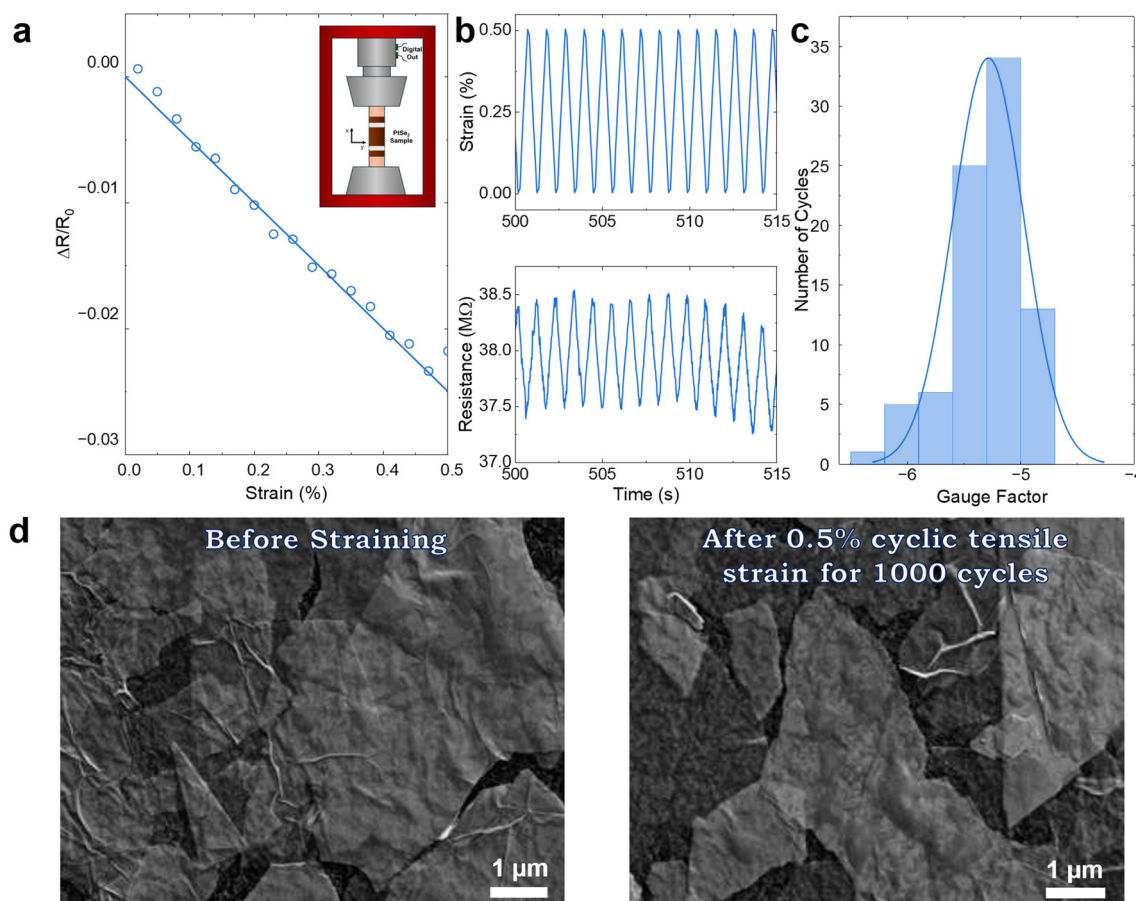 a
0.00
−0.01
−0.02
−0.03
ΔR/R₀
0.0 0.1 0.2 0.3 0.4 0.5
Strain (%)
Digital
Out
x
y
PtSe₂
Sample
b
0.50
0.25
0.00
Strain (%)
500 505 510 515
38.5
38.0
37.5
37.0
Resistance (MΩ)
500 505 510 515
Time (s)
c
35
30
25
20
15
10
5
0
Number of Cycles
−6 −5 −4
Gauge Factor
d
Before Straining
1 µm
After 0.5% cyclic tensile
strain for 1000 cycles
1 µm